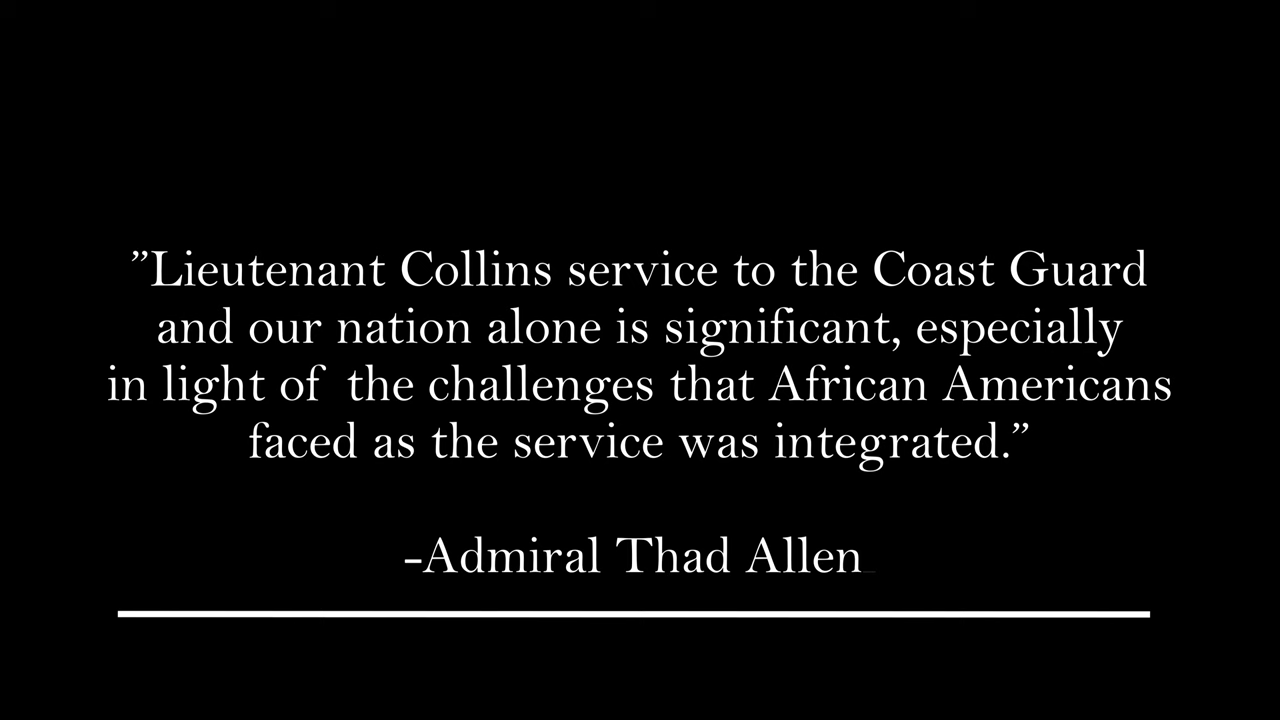 ”Lieutenant Collins service to the Coast Guard
and our nation alone is significant, especially
in light of the challenges that African Americans
faced as the service was integrated.”
-Admiral Thad Allen